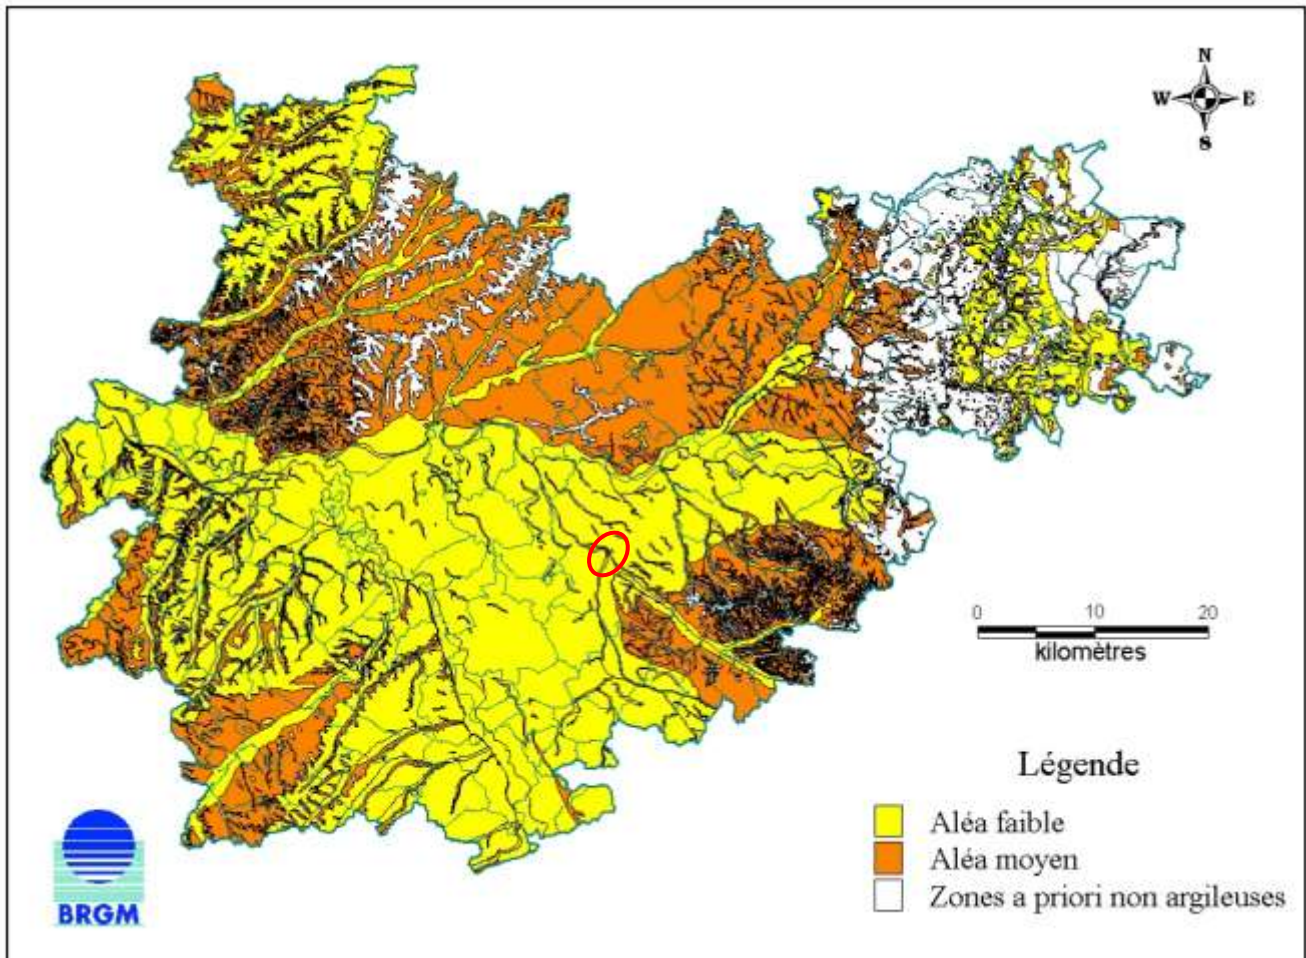 N
W E
S
0 10 20
kilomètres
Légende
Aléa faible
Aléa moyen
Zones a priori non argileuses
BRGM